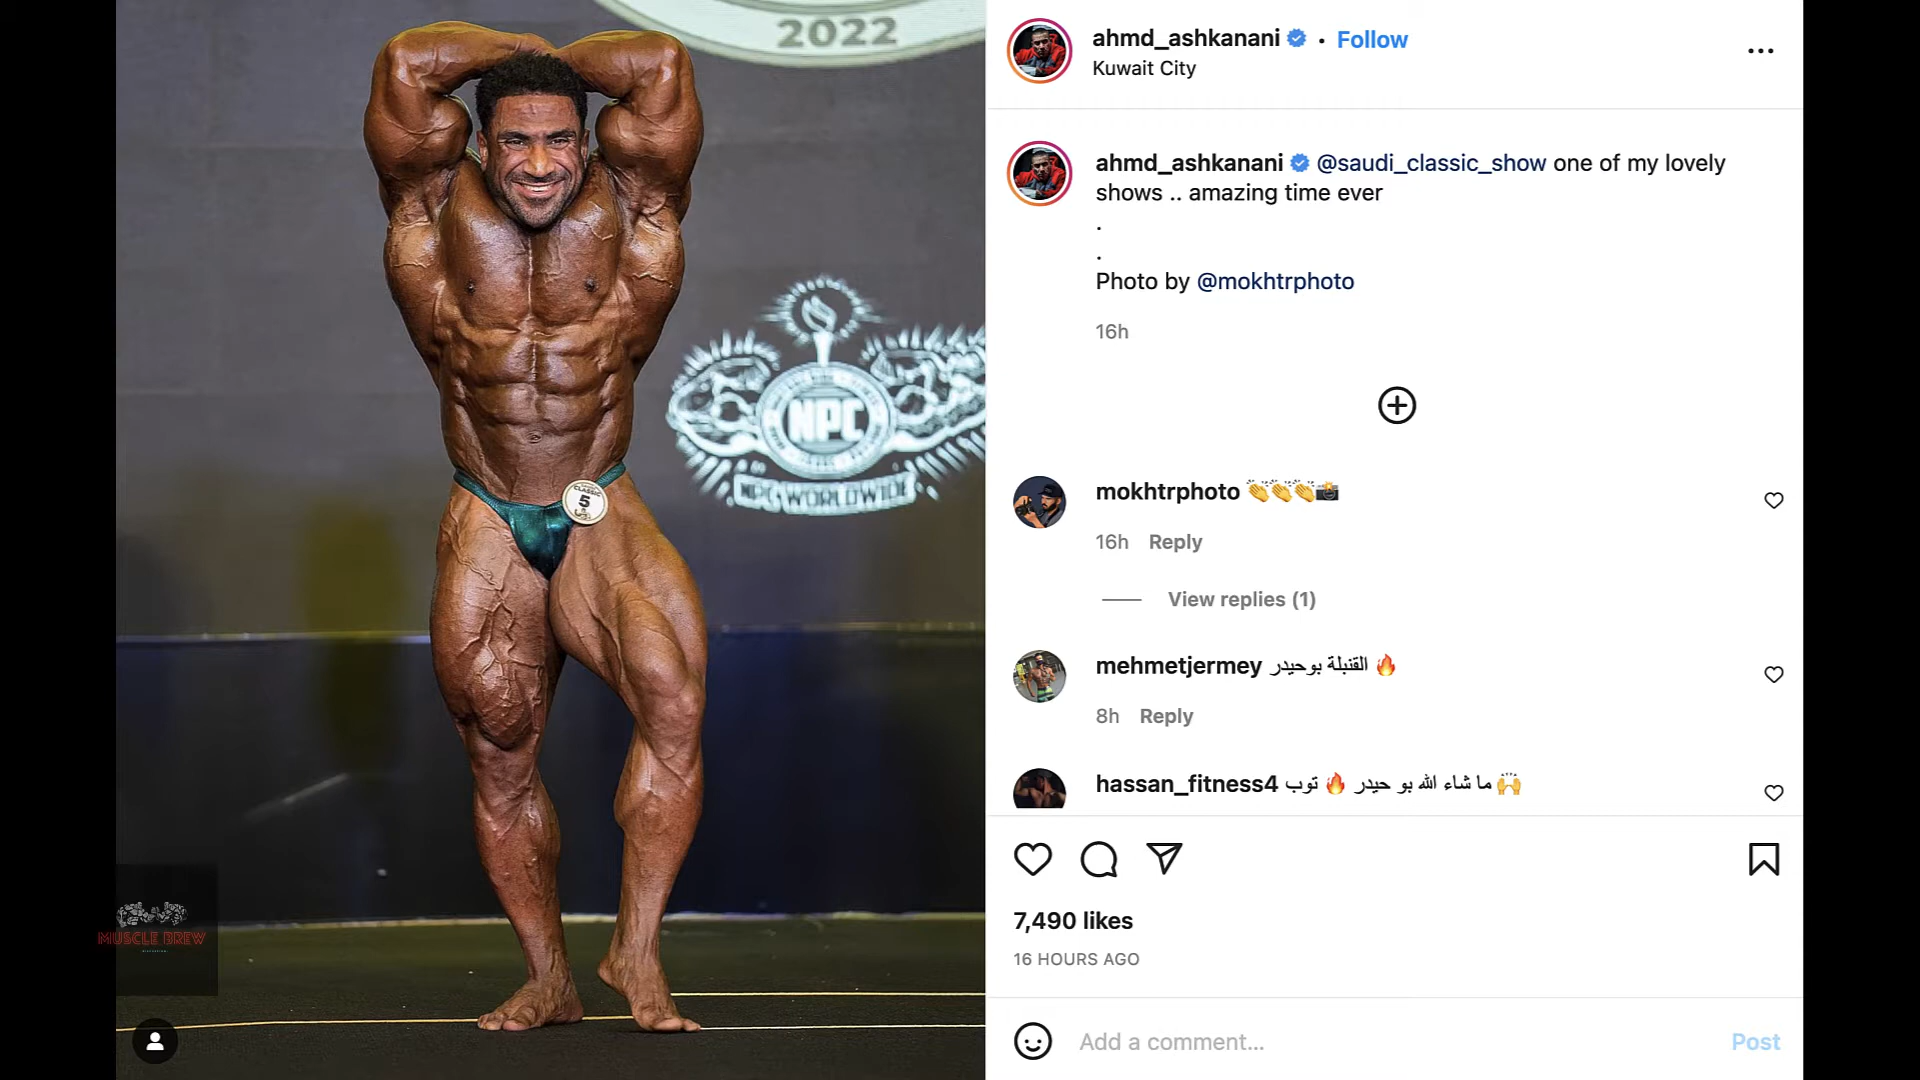 2022
CLASSIC
5
NPC
NPC WORLDWIDE
MUSCLE BREW
ahmd_ashkanani • Follow
Kuwait City
ahmd_ashkanani @saudi_classic_show one of my lovely
shows .. amazing time ever
.
.
Photo by @mokhtrphoto
16h
mokhtrphoto 👏👏👏📸
16h Reply
View replies (1)
mehmetjermey القنبلة بوحيدر 🔥
8h Reply
hassan_fitness4 توب 🔥 ما شاء الله بو حيدر 🙌
7,490 likes
16 HOURS AGO
Add a comment...
Post